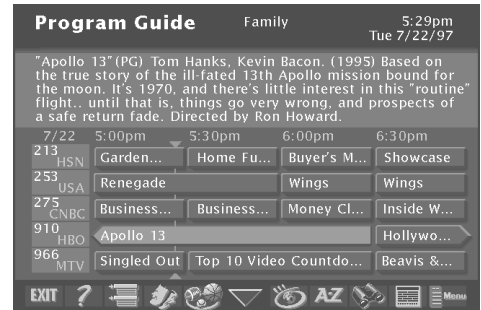 Program Guide Family 5:29pm
Tue 7/22/97
"Apollo 13"(PG) Tom Hanks, Kevin Bacon. (1995) Based on
the true story of the ill-fated 13th Apollo mission bound for
the moon. It's 1970, and there's little interest in this "routine"
flight.. until that is, things go very wrong, and prospects of
a safe return fade. Directed by Ron Howard.
7/22 5:00pm 5:30pm 6:00pm 6:30pm
213 HSN Garden... Home Fu... Buyer's M... Showcase
253 USA Renegade Wings Wings
275 CNBC Business... Business... Money Cl... Inside W...
910 HBO Apollo 13 Hollywo...
966 MTV Singled Out Top 10 Video Countdo... Beavis &...
EXIT ? A-Z Menu